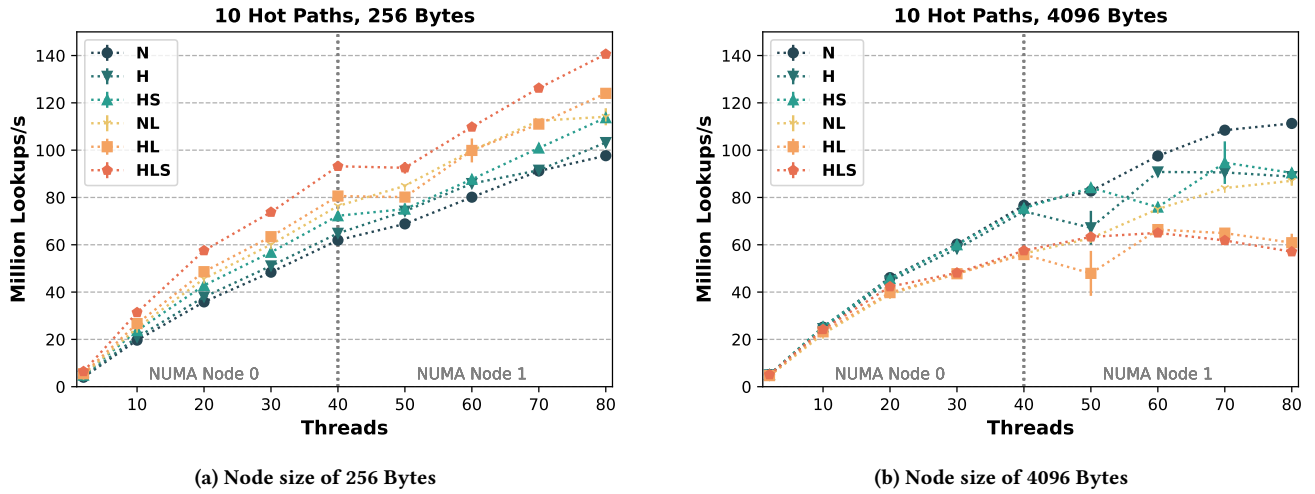 10 Hot Paths, 256 Bytes
140
120
100
80
60
40
20
0
Million Lookups/s
N
H
HS
NL
HL
HLS
NUMA Node 0
NUMA Node 1
10 20 30 40 50 60 70 80
Threads
(a) Node size of 256 Bytes
10 Hot Paths, 4096 Bytes
140
120
100
80
60
40
20
0
Million Lookups/s
N
H
HS
NL
HL
HLS
NUMA Node 0
NUMA Node 1
10 20 30 40 50 60 70 80
Threads
(b) Node size of 4096 Bytes